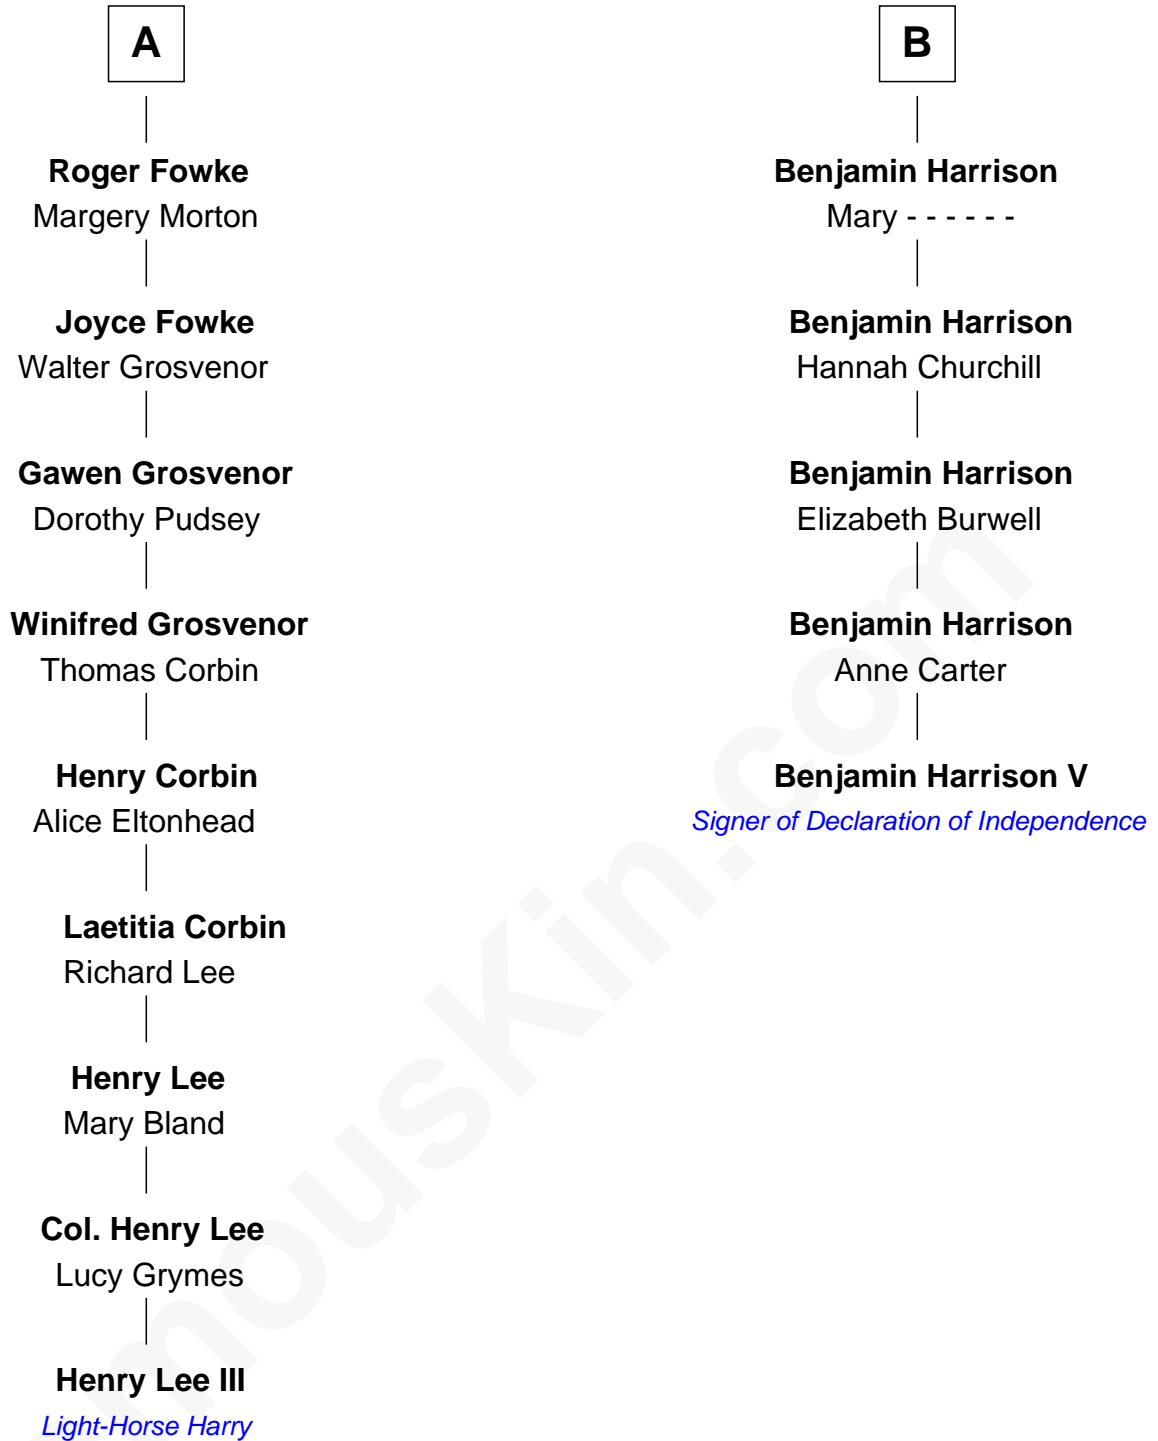 A
Roger Fowke
Margery Morton
Joyce Fowke
Walter Grosvenor
Gawen Grosvenor
Dorothy Pudsey
Winifred Grosvenor
Thomas Corbin
Henry Corbin
Alice Eltonhead
Laetitia Corbin
Richard Lee
Henry Lee
Mary Bland
Col. Henry Lee
Lucy Grymes
Henry Lee III
Light-Horse Harry
B
Benjamin Harrison
Mary - - - - - -
Benjamin Harrison
Hannah Churchill
Benjamin Harrison
Elizabeth Burwell
Benjamin Harrison
Anne Carter
Benjamin Harrison V
Signer of Declaration of Independence
mouskin.com